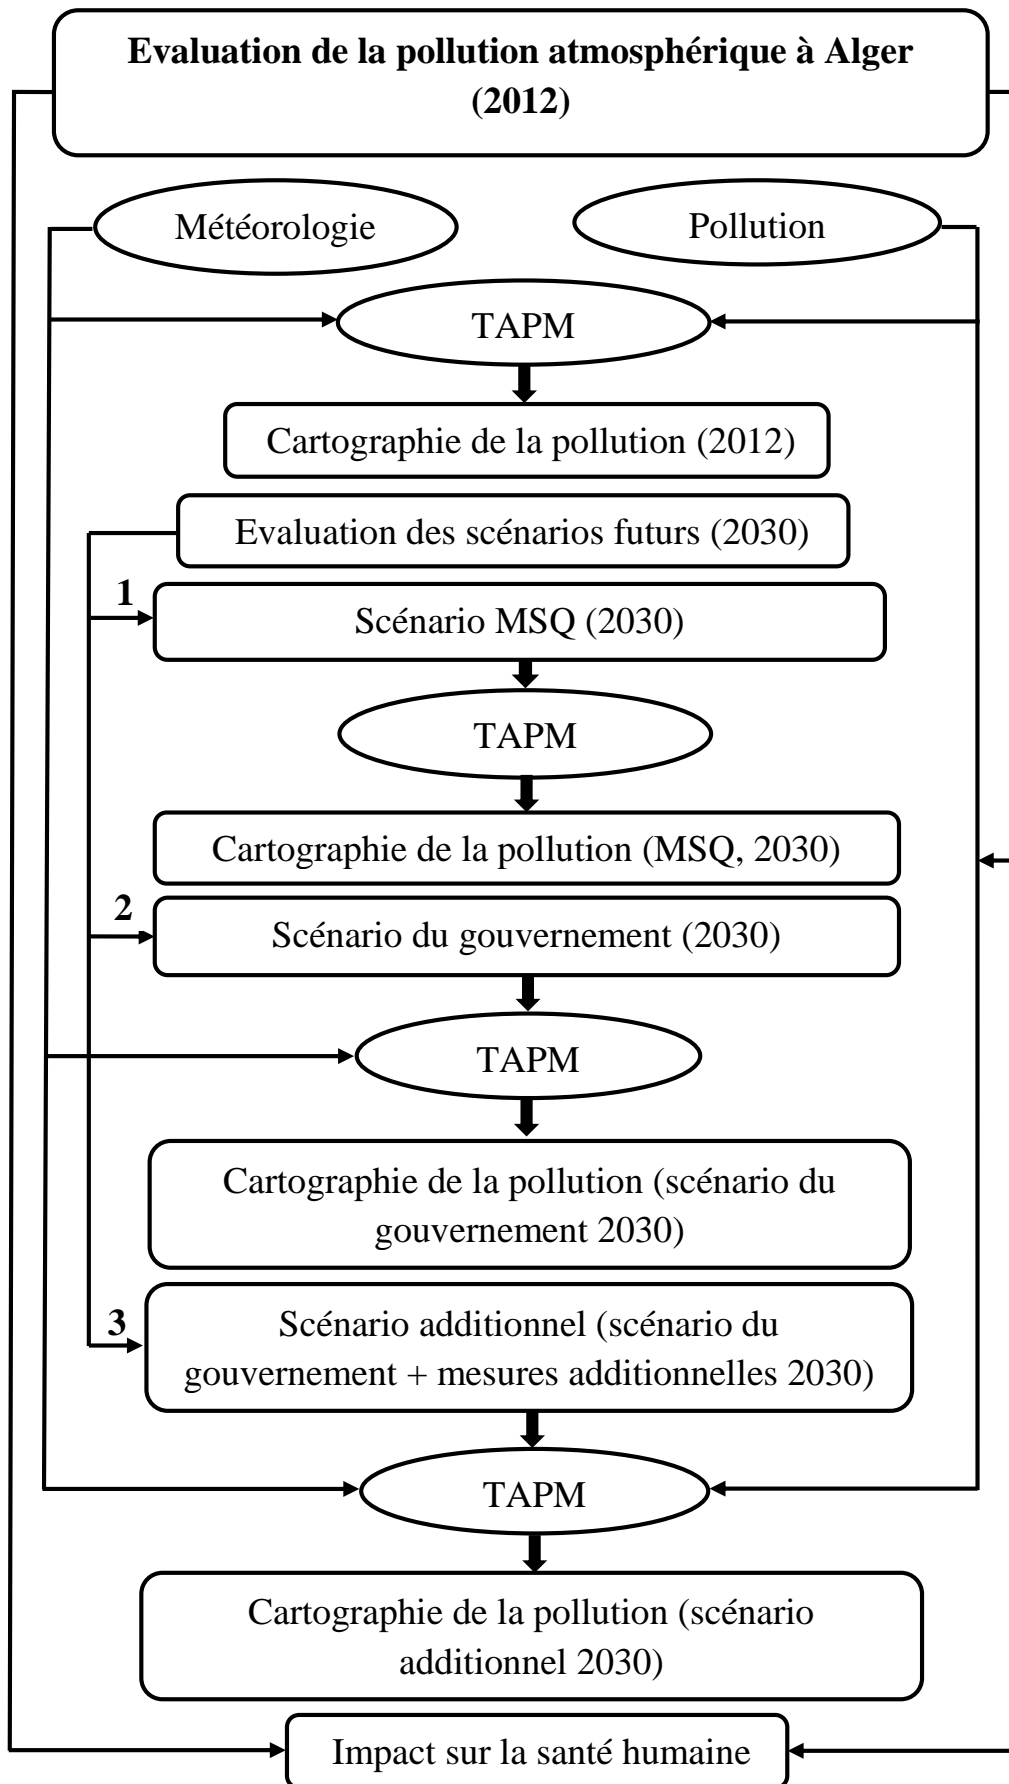 Evaluation de la pollution atmosphérique à Alger
(2012)
Météorologie
Pollution
TAPM
Cartographie de la pollution (2012)
Evaluation des scénarios futurs (2030)
1
Scénario MSQ (2030)
TAPM
Cartographie de la pollution (MSQ, 2030)
2
Scénario du gouvernement (2030)
TAPM
Cartographie de la pollution (scénario du
gouvernement 2030)
3
Scénario additionnel (scénario du
gouvernement + mesures additionnelles 2030)
TAPM
Cartographie de la pollution (scénario
additionnel 2030)
Impact sur la santé humaine